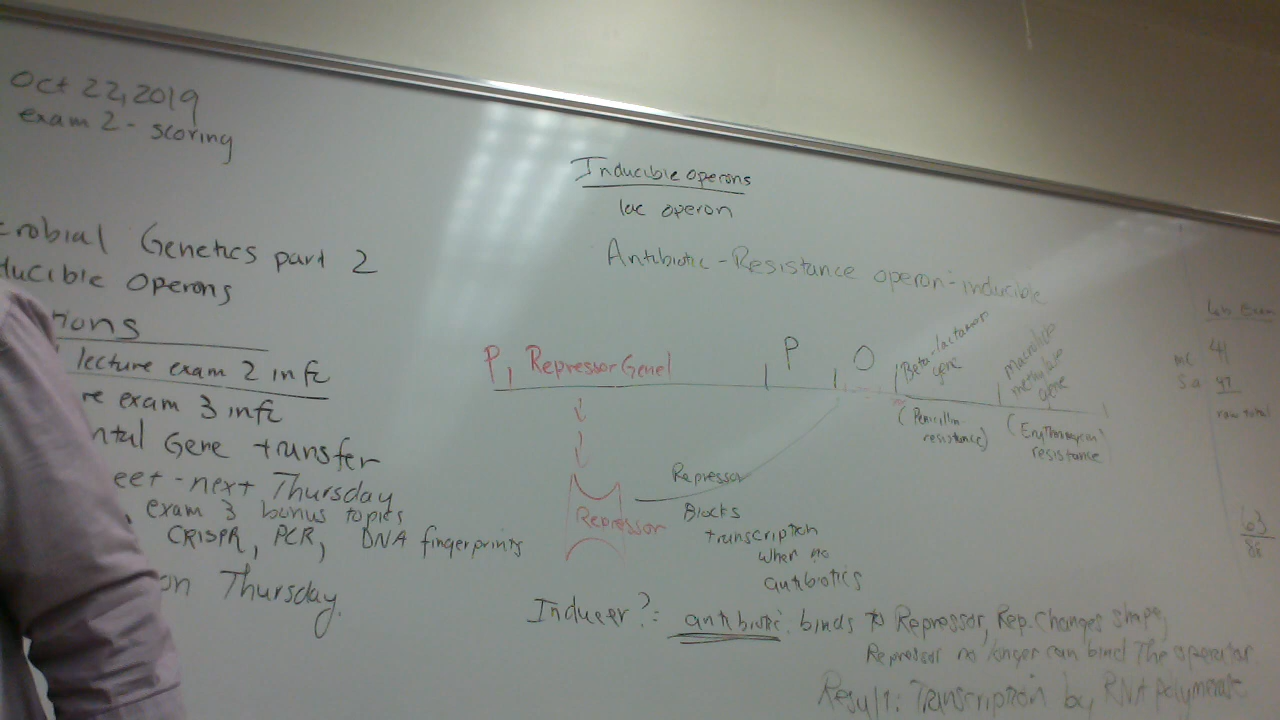 Oct 22, 2019
exam 2 - scoring
crobial Genetics part 2
ducible Operons
tions
lecture exam 2 info
re exam 3 info
ntal Gene transfer
eet - next Thursday
exam 3 bonus topics
CRISPR, PCR, DNA fingerprints
on Thursday.
Inducible operons
lac operon
Antibiotic-Resistance operon-inducible
P, Repressor Gene
P O
Beta-lactamase
gene
macrolide
methylase
gene
(Penicillin
resistance)
(Erythromycin)
resistance
Repressor
Repressor
Blocks
transcription
when no
antibiotics
Inducer?: antibiotic. binds to Repressor, Rep. Changes shape,
Repressor no longer can bind The operator
Result: Transcription by RNA Polymerase
Lab Exam
MC 41
Sa 47
raw total
63